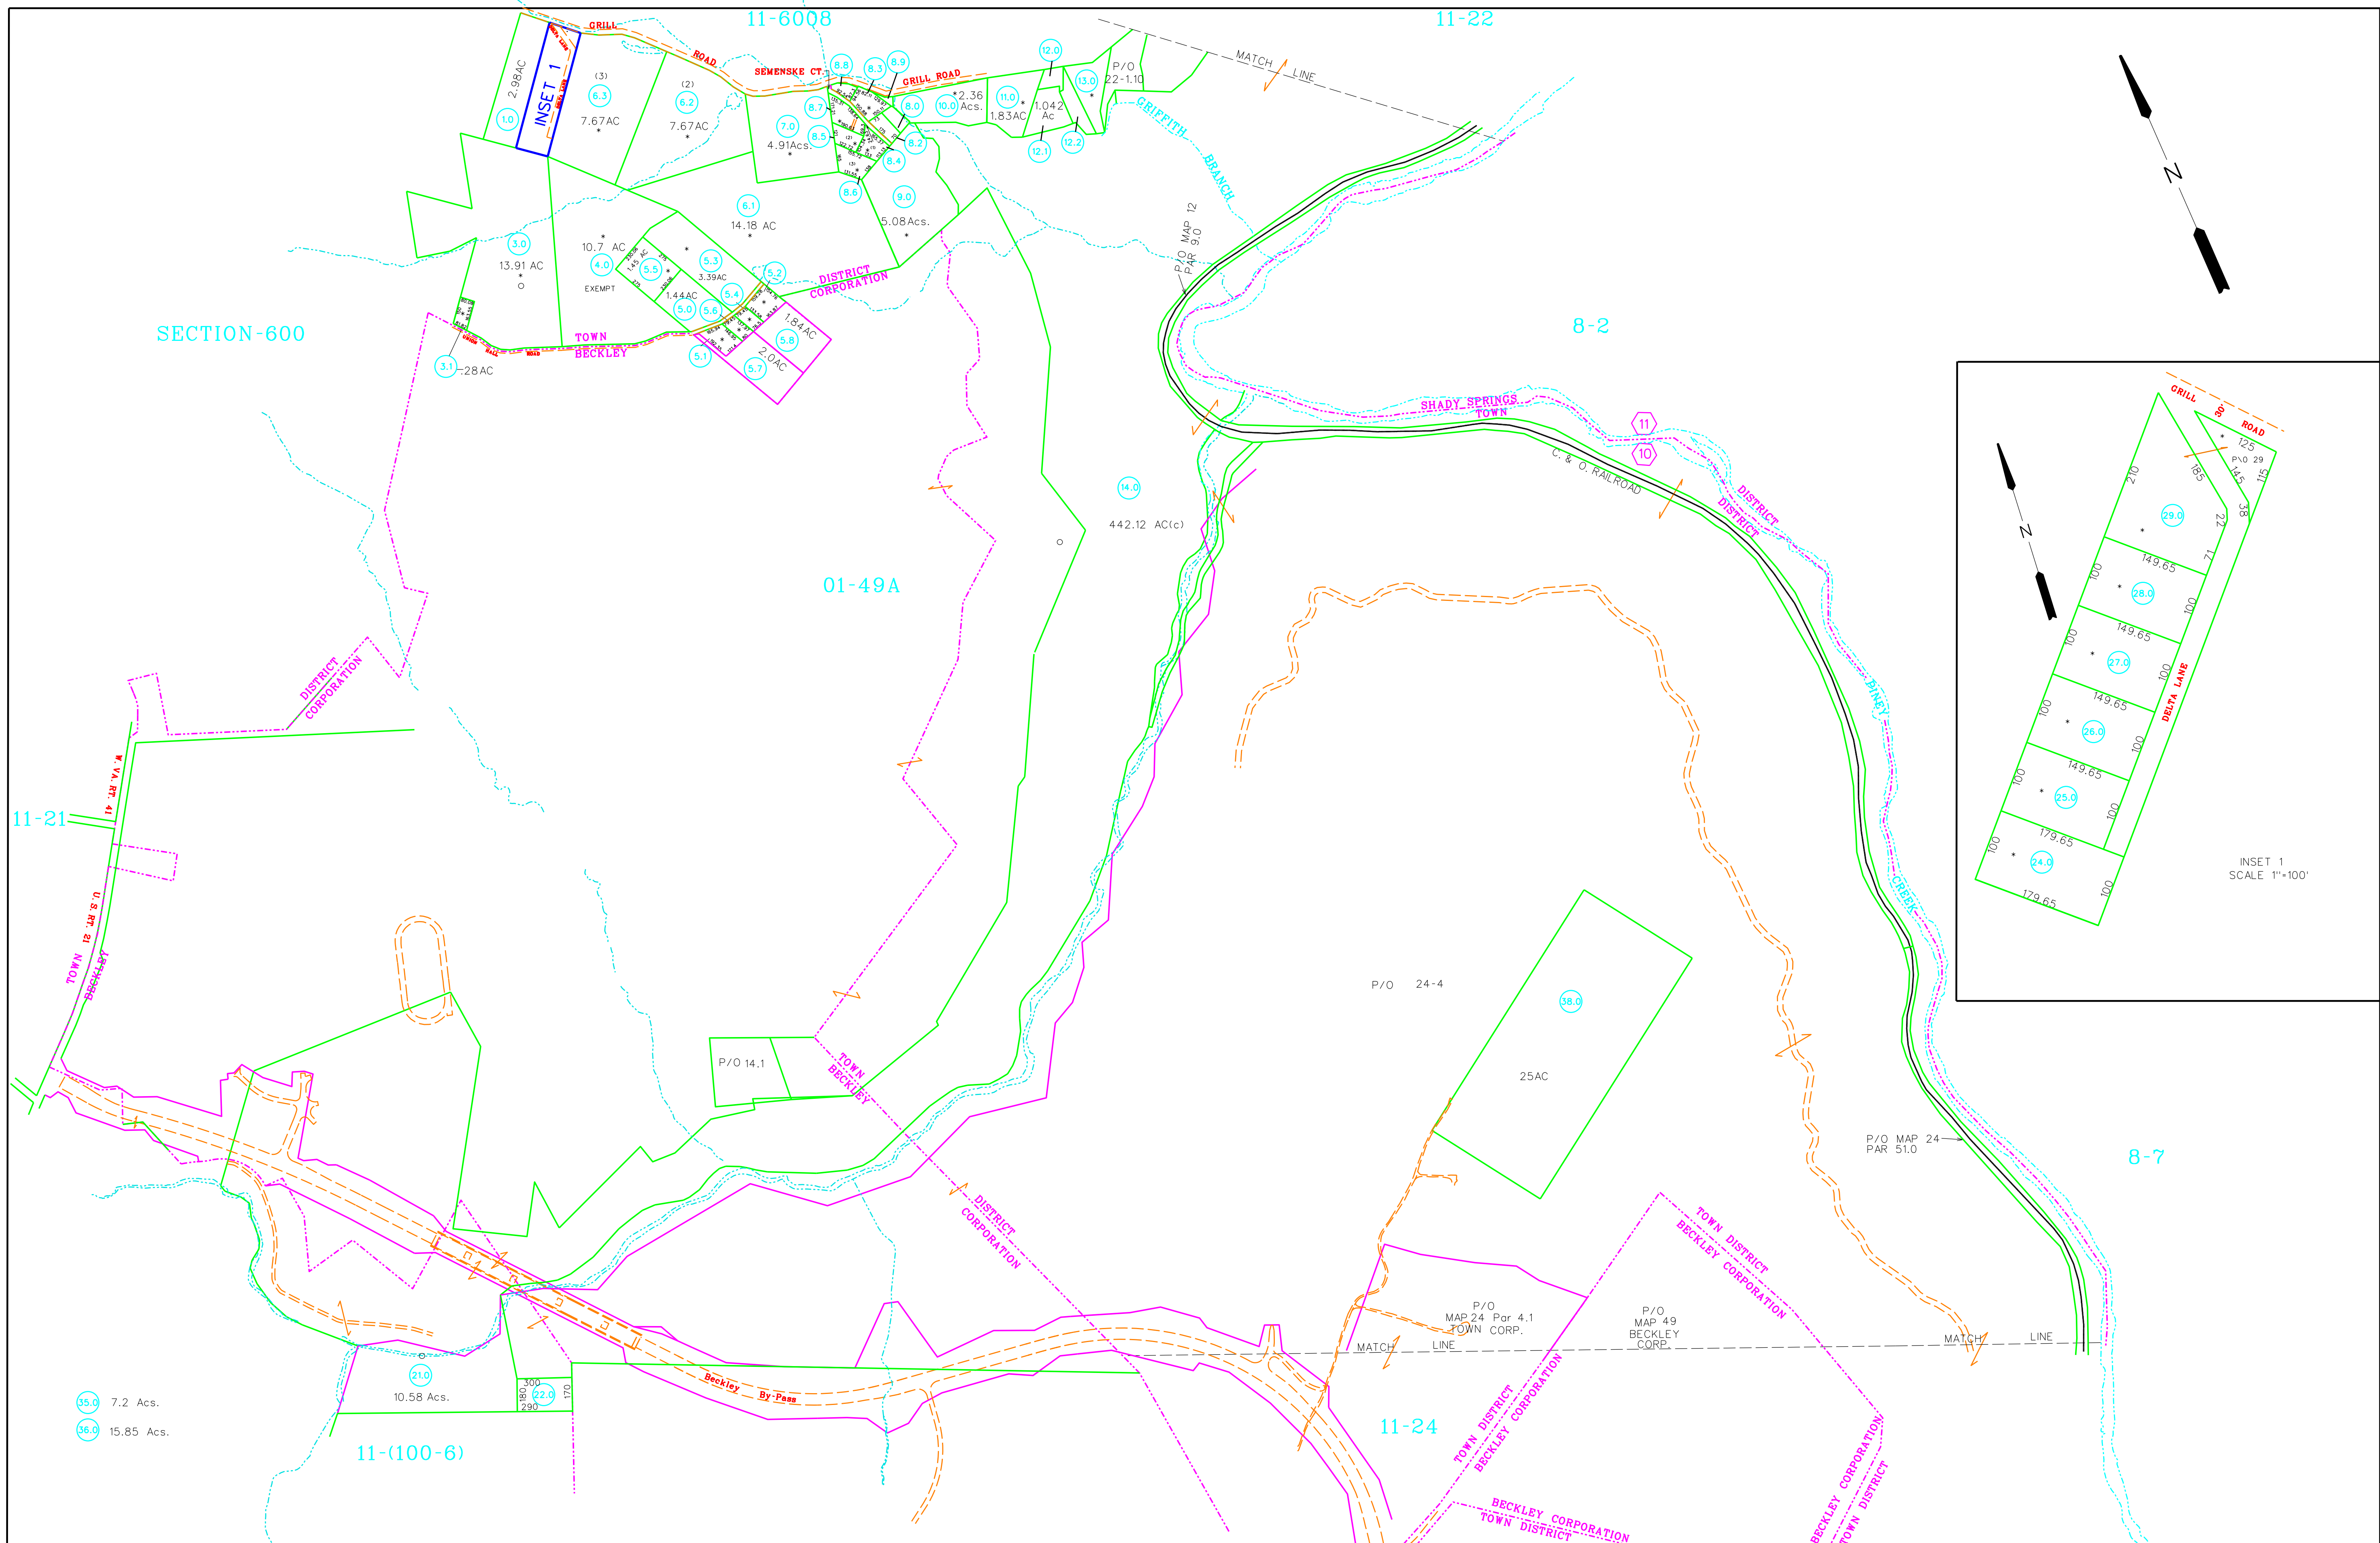 11-6008
11-22
GRILL
ROAD
SEMENSKE CT.
GRILL ROAD
MATCH LINE
INSET 1
2.98AC
1.0
(3)
6.3
7.67AC
(2)
6.2
7.67AC
7.0
4.91Acs.
8.8
8.3
8.9
8.7
8.5
8.0
8.2
8.4
8.6
10.0
2.36
Acs.
11.0
1.83AC
12.0
1.042
Ac
12.1
12.2
13.0
P/O
22-1.10
9.0
5.08Acs.
6.1
14.18 AC
GRIFFITH
BRANCH
P/O MAP 12
PAR 9.0
3.0
13.91 AC
10.7 AC
4.0
EXEMPT
1.45 AC
5.5
275
275
5.3
3.39AC
1.44AC
5.0
5.6
5.4
5.2
5.1
5.7
2.0AC
5.8
1.84AC
DISTRICT
CORPORATION
TOWN
BECKLEY
UNION HALL ROAD
3.1
.28AC
SECTION-600
8-2
N
SHADY SPRINGS
TOWN
11
10
DISTRICT
DISTRICT
C. & O. RAILROAD
14.0
442.12 AC(c)
01-49A
DISTRICT
CORPORATION
W. VA. RT. 41
11-21
U. S. RT. 21
TOWN
BECKLEY
PINEY
CREEK
GRILL
30'
ROAD
125
P\O 29
210
185
145
115
38
22
29.0
71
149.65
100
28.0
100
149.65
100
27.0
100
149.65
100
26.0
100
149.65
100
25.0
100
179.65
100
24.0
100
179.65
DELTA LANE
N
INSET 1
SCALE 1"=100'
P/O 24-4
38.0
25AC
P/O 14.1
TOWN
BECKLEY
DISTRICT
CORPORATION
P/O MAP 24
PAR 51.0
8-7
TOWN DISTRICT
BECKLEY CORPORATION
P/O
MAP 24 Par 4.1
TOWN CORP.
P/O
MAP 49
BECKLEY
CORP.
MATCH LINE
MATCH LINE
Beckley By-Pass
21.0
10.58 Acs.
300
180
22.0
170
290
35.0 7.2 Acs.
36.0 15.85 Acs.
11-(100-6)
11-24
TOWN DISTRICT
BECKLEY CORPORATION
BECKLEY CORPORATION
TOWN DISTRICT
BECKLEY CORPORATION
TOWN DISTRICT